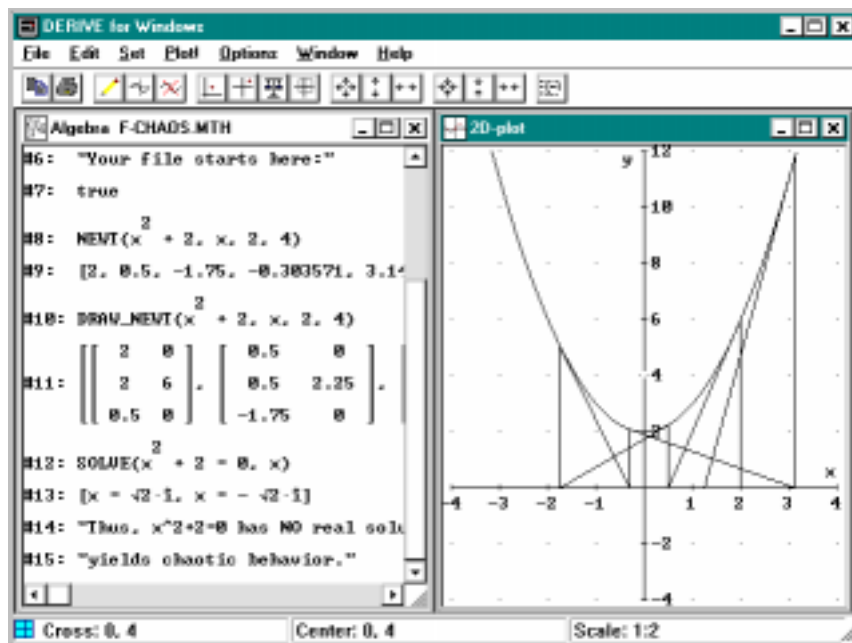 DERIVE for Windows
File Edit Set Plot! Options Window Help
Algebra F-CHAOS.MTH
#6: "Your file starts here:"
#7: true
#8: NEWT(x² + 2, x, 2, 4)
#9: [2, 0.5, -1.75, -0.303571, 3.14
#10: DRAW_NEWT(x² + 2, x, 2, 4)
#11: [[2 0 2 6 0.5 0], [0.5 0 0.5 2.25 -1.75 0], [
#12: SOLVE(x² + 2 = 0, x)
#13: [x = √2·î, x = - √2·î]
#14: "Thus, x^2+2=0 has NO real solu
#15: "yields chaotic behavior."
2D-plot
y
12
10
8
6
4
2
x
-4 -3 -2 -1 1 2 3 4
-2
-4
Cross: 0, 4 Center: 0, 4 Scale: 1:2